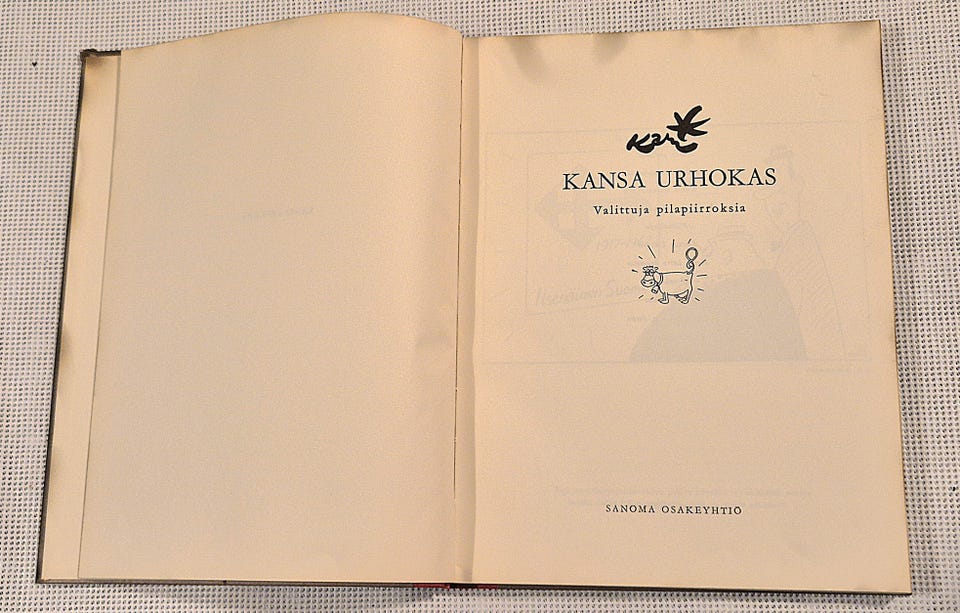 Kari
KANSA URHOKAS
Valittuja pilapiirroksia
SANOMA OSAKEYHTIÖ